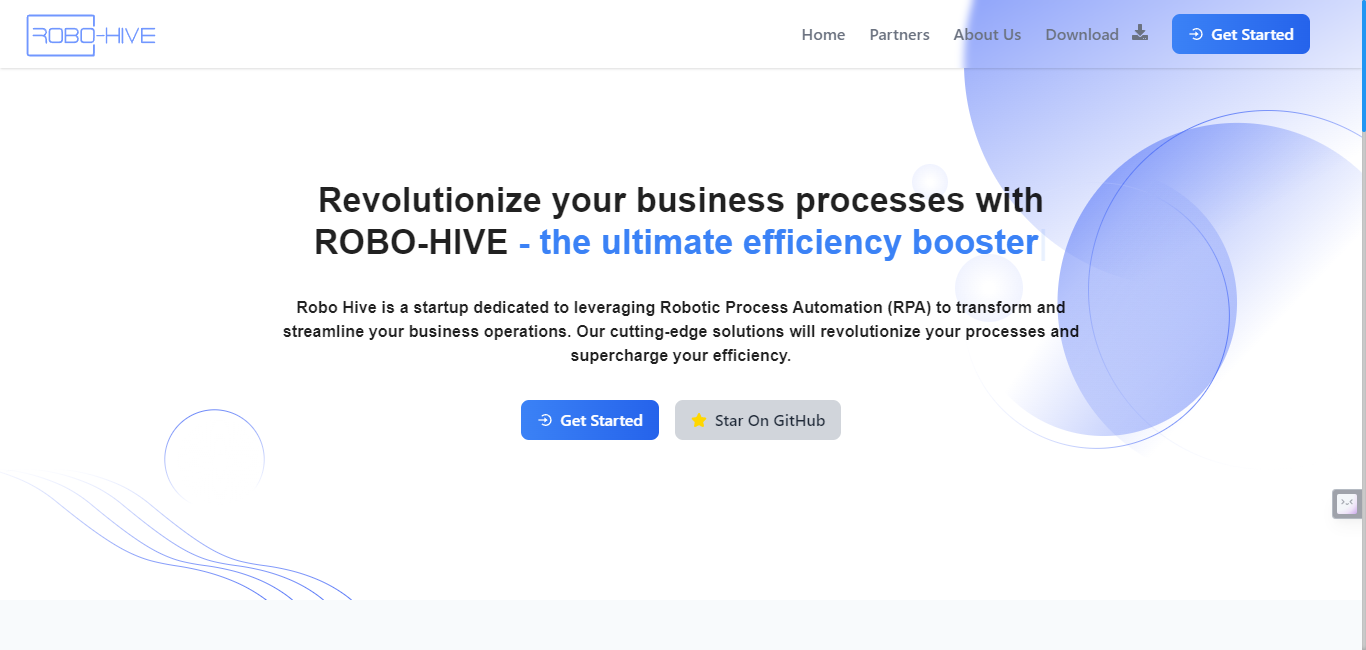 ROBO-HIVE
Home
Partners
About Us
Download
Get Started
Revolutionize your business processes with
ROBO-HIVE - the ultimate efficiency booster
Robo Hive is a startup dedicated to leveraging Robotic Process Automation (RPA) to transform and
streamline your business operations. Our cutting-edge solutions will revolutionize your processes and
supercharge your efficiency.
Get Started
Star On GitHub